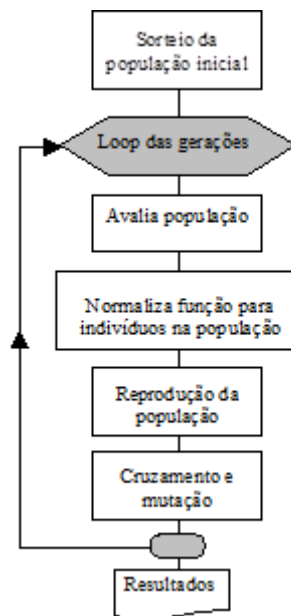 Sorteio da
população inicial
Loop das gerações
Avalia população
Normaliza função para
indivíduos na população
Reprodução da
população
Cruzamento e
mutação
Resultados